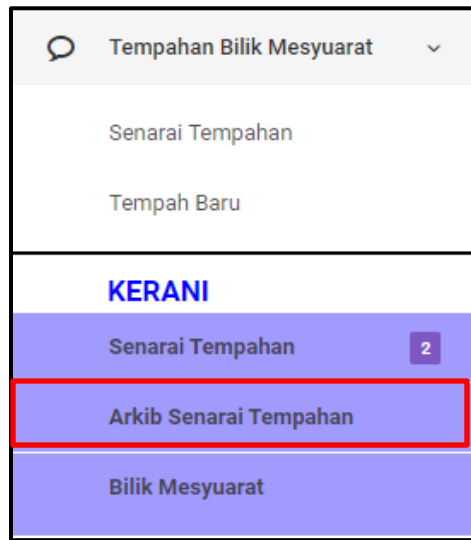 Tempahan Bilik Mesyuarat
Senarai Tempahan
Tempah Baru
KERANI
Senarai Tempahan 2
Arkib Senarai Tempahan
Bilik Mesyuarat